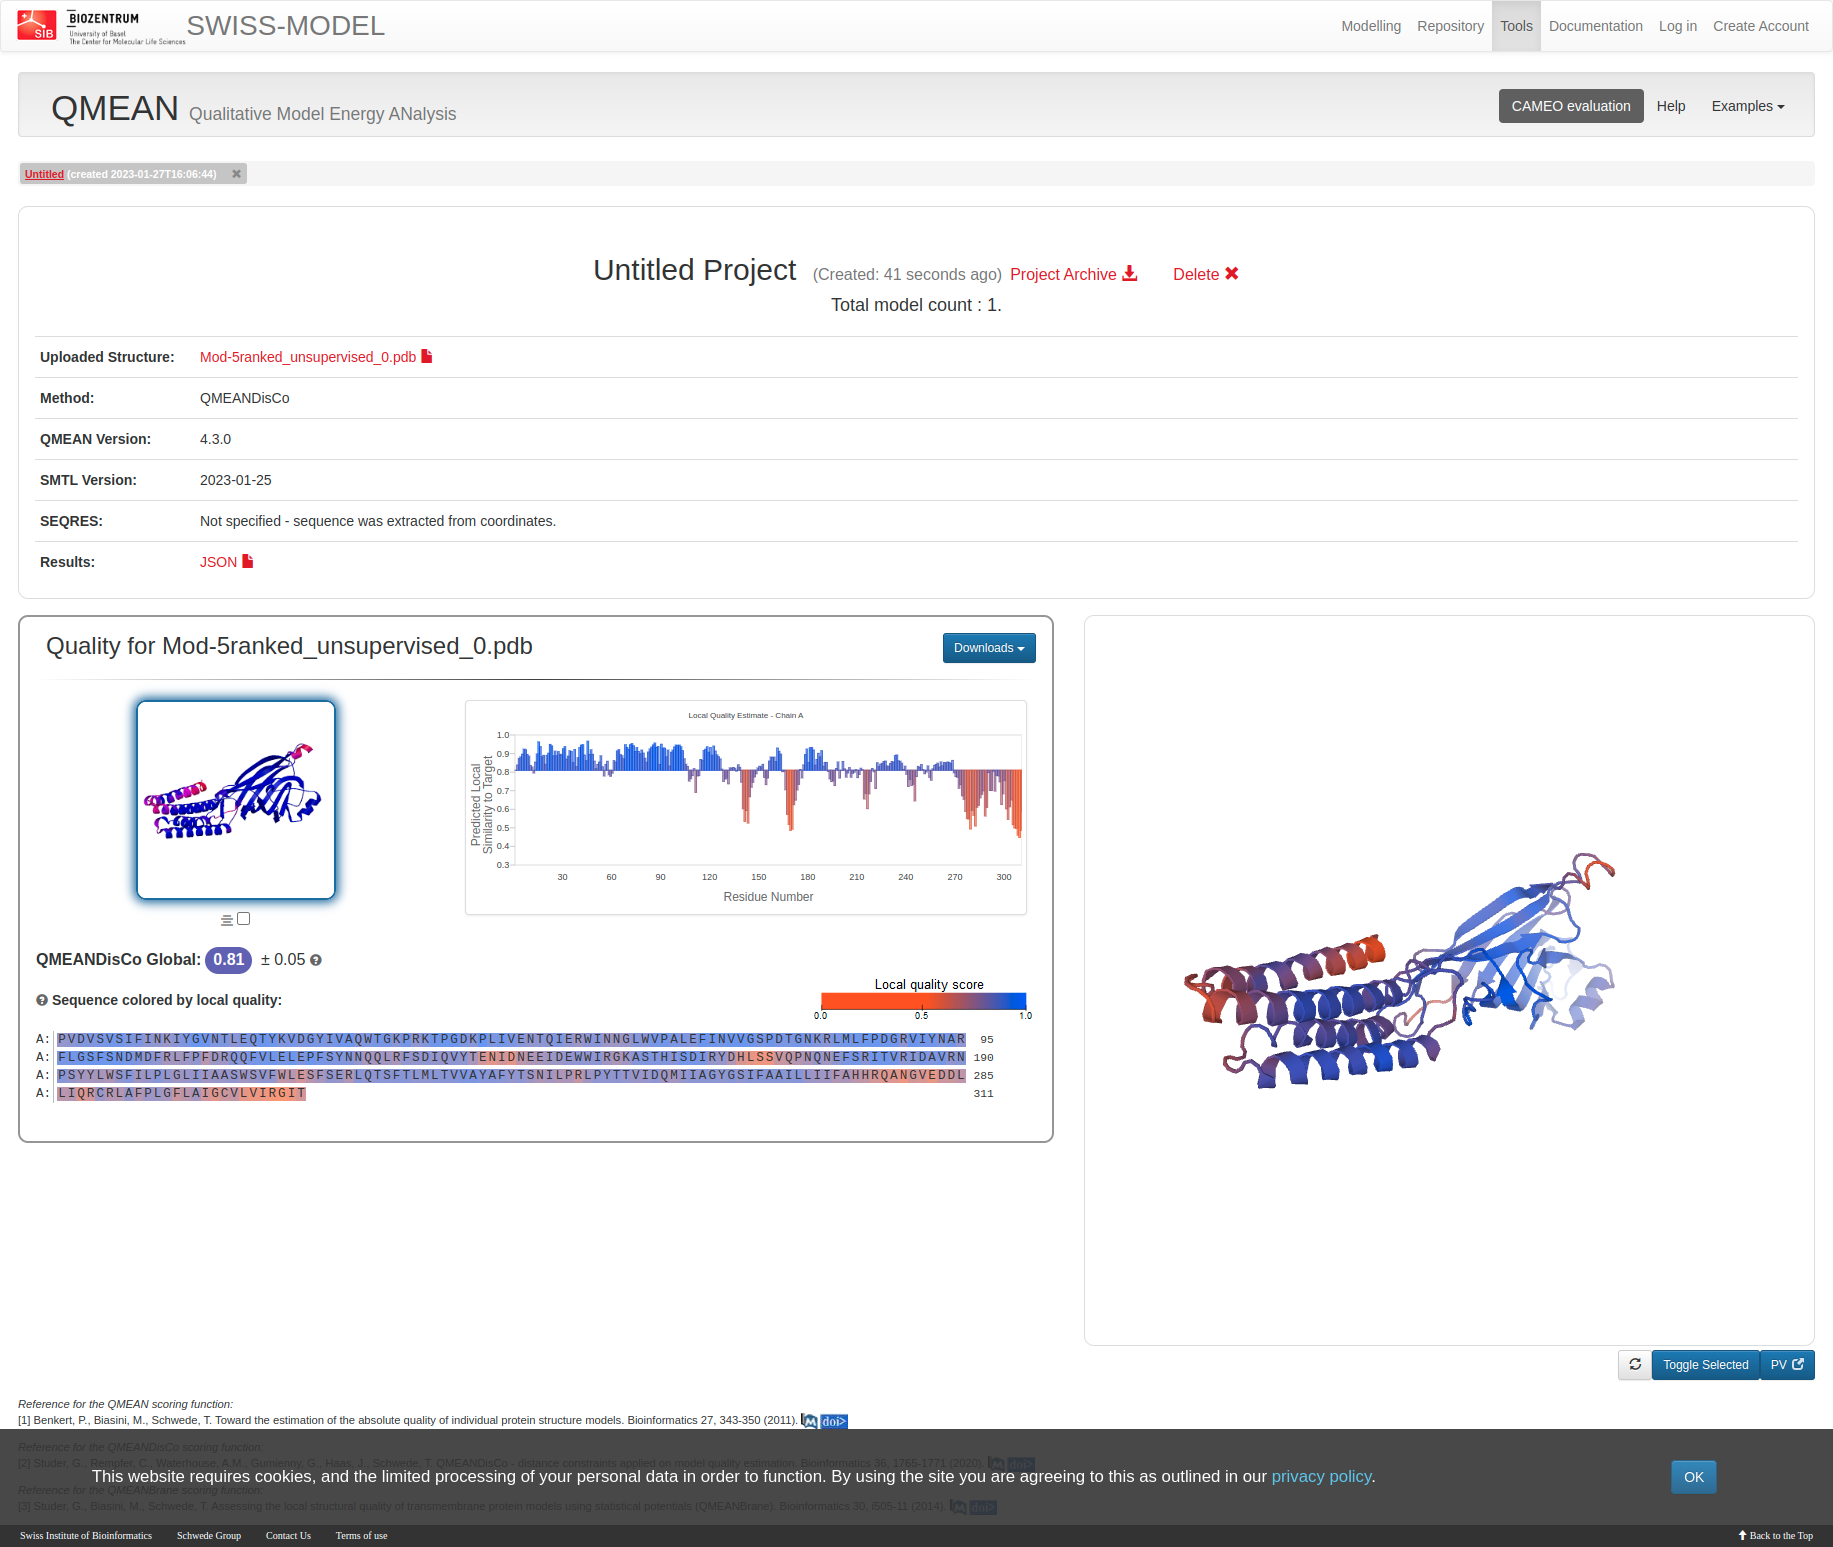 SIB
BIOZENTRUM
University of Basel
The Center for Molecular Life Sciences
SWISS-MODEL
Modelling Repository Tools Documentation Log in Create Account
QMEAN Qualitative Model Energy ANalysis
CAMEO evaluation Help Examples
Untitled (created 2023-01-27T16:06:44) ✖
Untitled Project (Created: 41 seconds ago) Project Archive Delete ✖
Total model count : 1.
Uploaded Structure: Mod-5ranked_unsupervised_0.pdb
Method: QMEANDisCo
QMEAN Version: 4.3.0
SMTL Version: 2023-01-25
SEQRES: Not specified - sequence was extracted from coordinates.
Results: JSON
Quality for Mod-5ranked_unsupervised_0.pdb
Downloads
Local Quality Estimate - Chain A
Predicted Local
Similarity to Target
1.0
0.9
0.8
0.7
0.6
0.5
0.4
0.3
30 60 90 120 150 180 210 240 270 300
Residue Number
QMEANDisCo Global: 0.81 ± 0.05
Sequence colored by local quality:
Local quality score
0.0 0.5 1.0
A: PVDVSVSIFINKIYGVNTLEQTYKVDGYIVAQWTGKPRKTPGDKPLIVENTQIERWINNGLWVPALEFINVVGSPDTGNKRLMLFPDGRVIYNAR 95
A: FLGSFSNDMDFRLFPFDRQQFVLELEPFSYNNQQLRFSDIQVYTENIDNEEIDEWWIRGKASTHISDIRYDHLSSVQPNQNEFSRITVRIDAVRN 190
A: PSYYLWSFILPLGLIIAASWSVFWLESFSERLQTSFTLMLTVVAYAFYTSNILPRLPYTTVIDQMIIAGYGSIFAAILLIIFAHHRQANGVEDDL 285
A: LIQRCRLAFPLGFLAIGCVLVIRGIT 311
Toggle Selected PV
Reference for the QMEAN scoring function:
[1] Benkert, P., Biasini, M., Schwede, T. Toward the estimation of the absolute quality of individual protein structure models. Bioinformatics 27, 343-350 (2011). doi>
Reference for the QMEANDisCo scoring function:
[2] Studer, G., Rempfer, C., Waterhouse, A.M., Gumienny, G., Haas, J., Schwede, T. QMEANDisCo - distance constraints applied on model quality estimation. Bioinformatics 36, 1765-1771 (2020). doi>
This website requires cookies, and the limited processing of your personal data in order to function. By using the site you are agreeing to this as outlined in our privacy policy. OK
Reference for the QMEANBrane scoring function:
[3] Studer, G., Biasini, M., Schwede, T. Assessing the local structural quality of transmembrane protein models using statistical potentials (QMEANBrane). Bioinformatics 30, i505-11 (2014). doi>
Swiss Institute of Bioinformatics Schwede Group Contact Us Terms of use Back to the Top